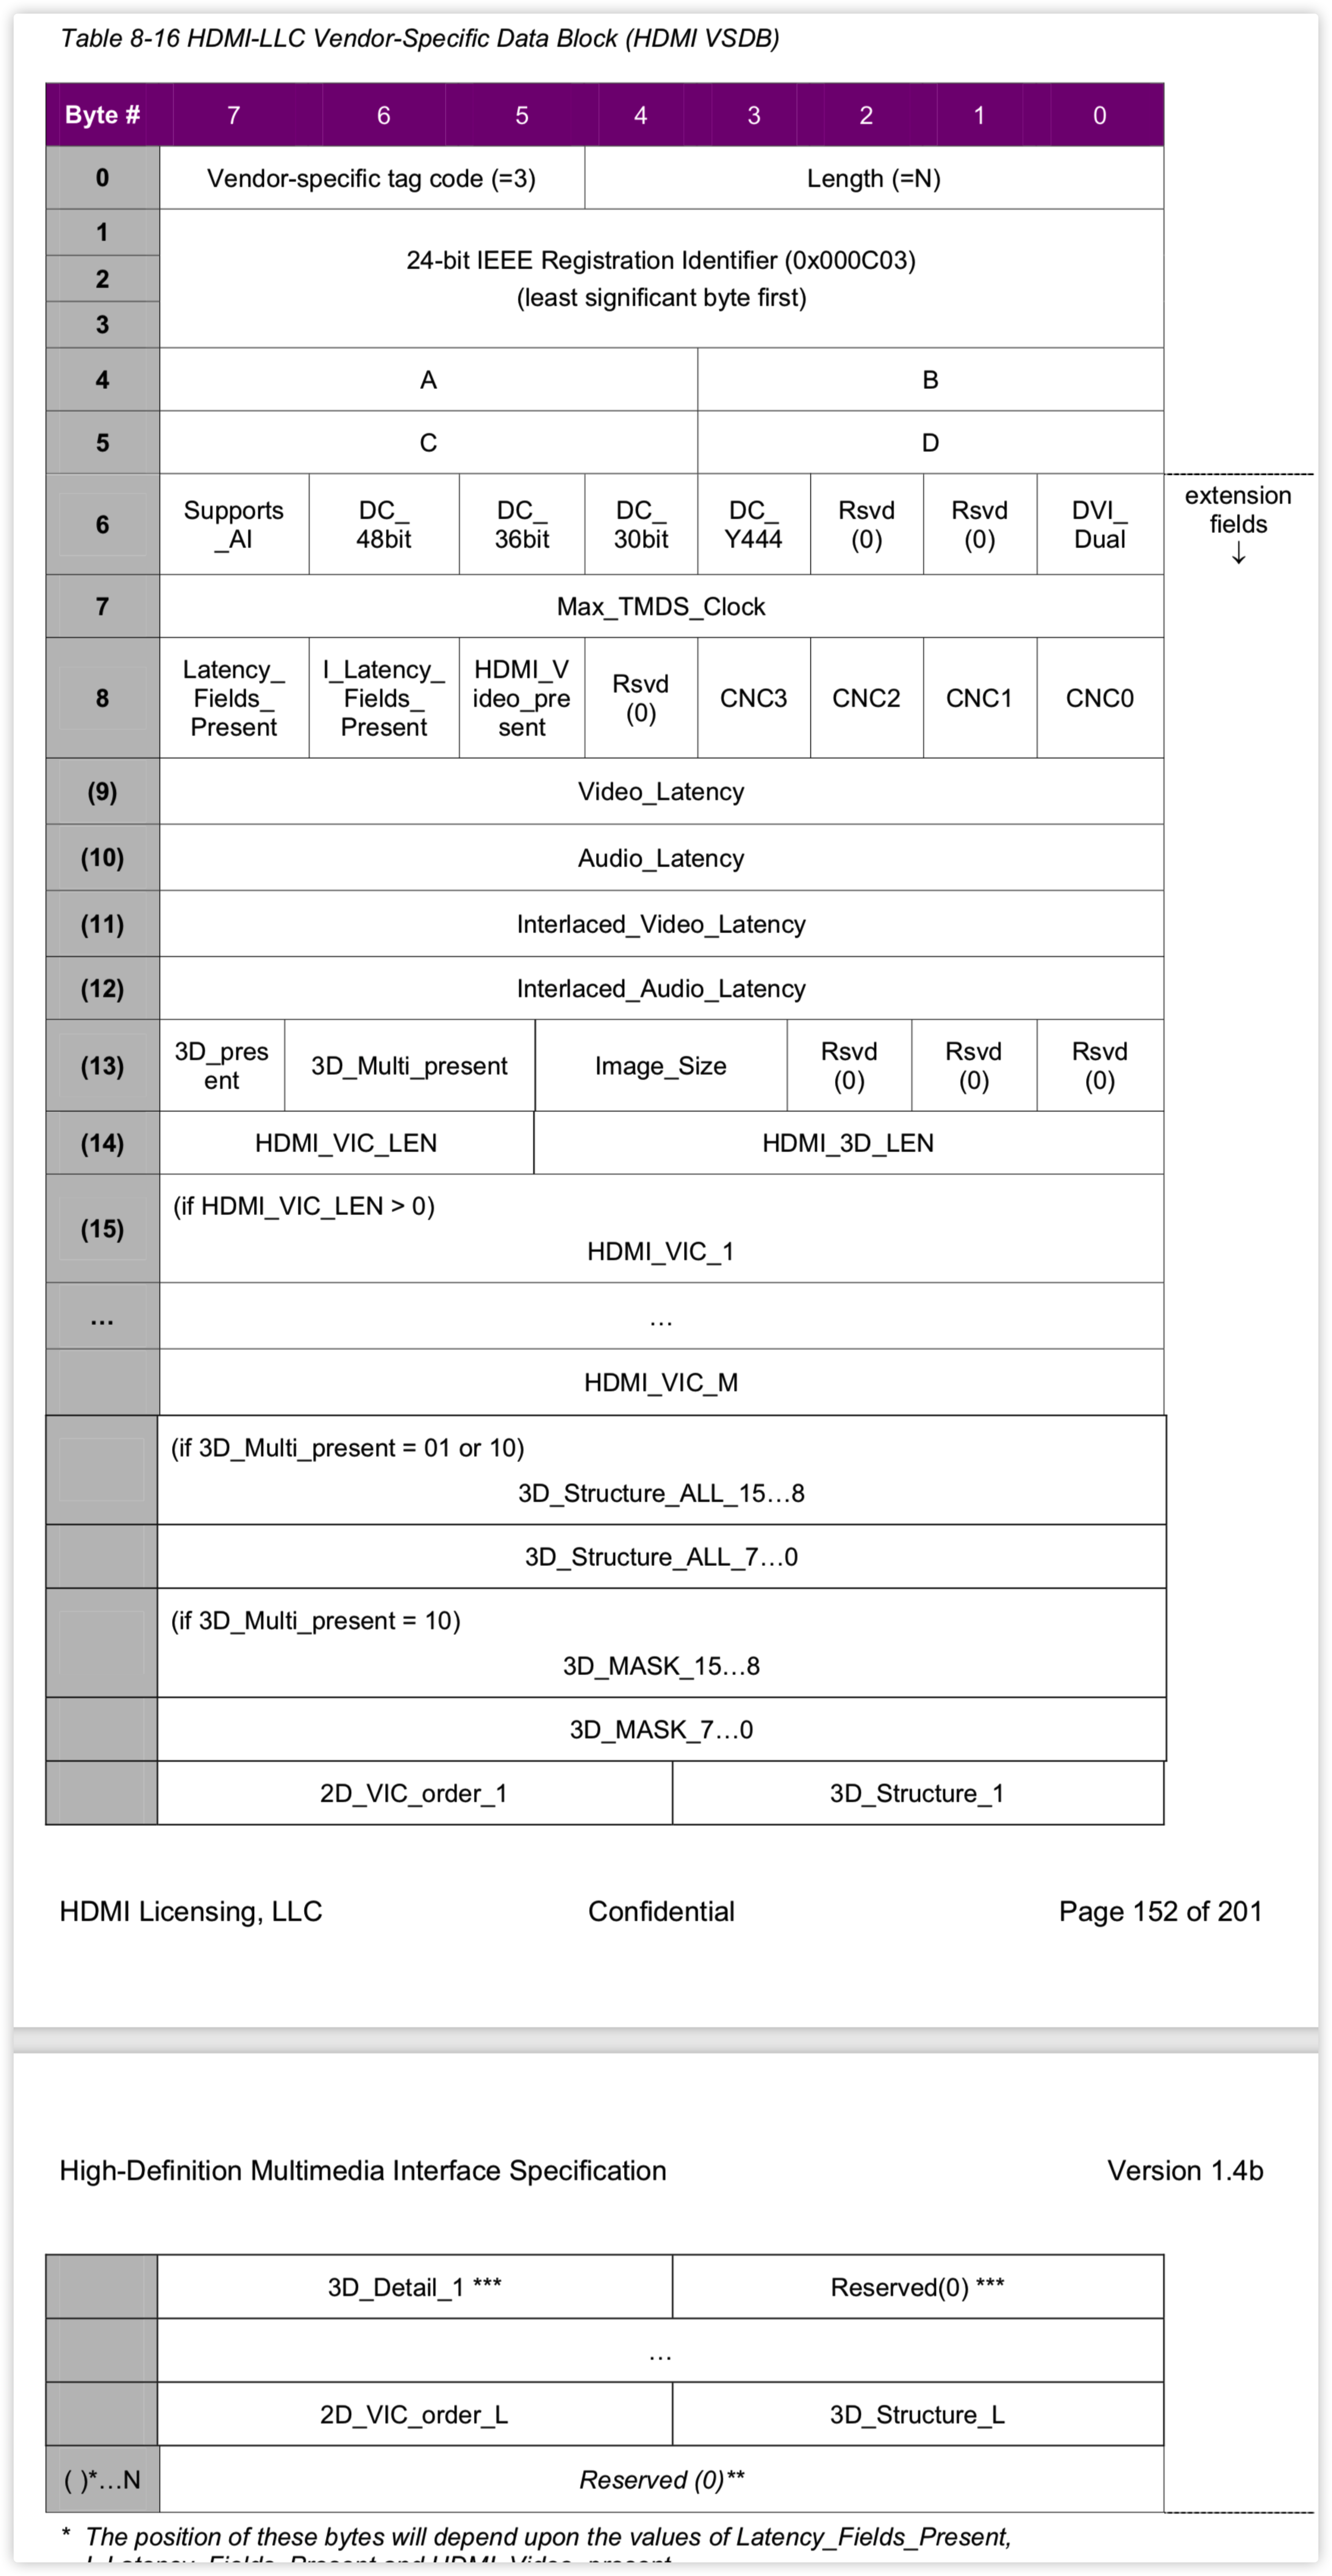 Table 8-16 HDMI-LLC Vendor-Specific Data Block (HDMI VSDB)
Byte # 7 6 5 4 3 2 1 0
0 Vendor-specific tag code (=3) Length (=N)
1
24-bit IEEE Registration Identifier (0x000C03)
2
(least significant byte first)
3
4 A B
5 C D
extension
fields
↓
6 Supports_AI DC_48bit DC_36bit DC_30bit DC_Y444 Rsvd (0) Rsvd (0) DVI_Dual
7 Max_TMDS_Clock
8 Latency_Fields_Present I_Latency_Fields_Present HDMI_Video_present Rsvd (0) CNC3 CNC2 CNC1 CNC0
(9) Video_Latency
(10) Audio_Latency
(11) Interlaced_Video_Latency
(12) Interlaced_Audio_Latency
(13) 3D_present 3D_Multi_present Image_Size Rsvd (0) Rsvd (0) Rsvd (0)
(14) HDMI_VIC_LEN HDMI_3D_LEN
(if HDMI_VIC_LEN > 0)
(15) HDMI_VIC_1
... ...
HDMI_VIC_M
(if 3D_Multi_present = 01 or 10)
3D_Structure_ALL_15...8
3D_Structure_ALL_7...0
(if 3D_Multi_present = 10)
3D_MASK_15...8
3D_MASK_7...0
2D_VIC_order_1 3D_Structure_1
HDMI Licensing, LLC Confidential Page 152 of 201
High-Definition Multimedia Interface Specification Version 1.4b
3D_Detail_1 *** Reserved(0) ***
...
2D_VIC_order_L 3D_Structure_L
( )*...N Reserved (0)**
* The position of these bytes will depend upon the values of Latency_Fields_Present,
I_Latency_Fields_Present and HDMI_Video_present